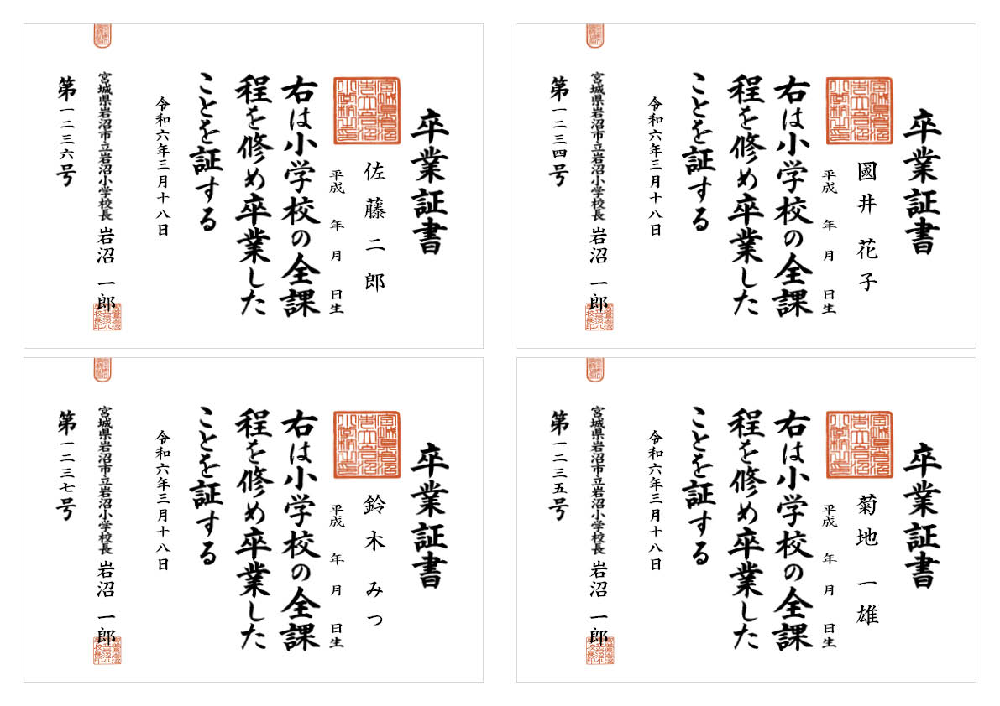 卒業証書
國井 花子
平成 年 月 日生
右は小学校の全課
程を修め卒業した
ことを証する
令和六年三月十八日
宮城県岩沼市立岩沼小学校長 岩沼 一郎
第一二三四号
卒業証書
佐藤二郎
平成 年 月 日生
右は小学校の全課
程を修め卒業した
ことを証する
令和六年三月十八日
宮城県岩沼市立岩沼小学校長 岩沼 一郎
第一二三六号
卒業証書
菊地 一雄
平成 年 月 日生
右は小学校の全課
程を修め卒業した
ことを証する
令和六年三月十八日
宮城県岩沼市立岩沼小学校長 岩沼 一郎
第一二三五号
卒業証書
鈴木 みつ
平成 年 月 日生
右は小学校の全課
程を修め卒業した
ことを証する
令和六年三月十八日
宮城県岩沼市立岩沼小学校長 岩沼 一郎
第一二三七号